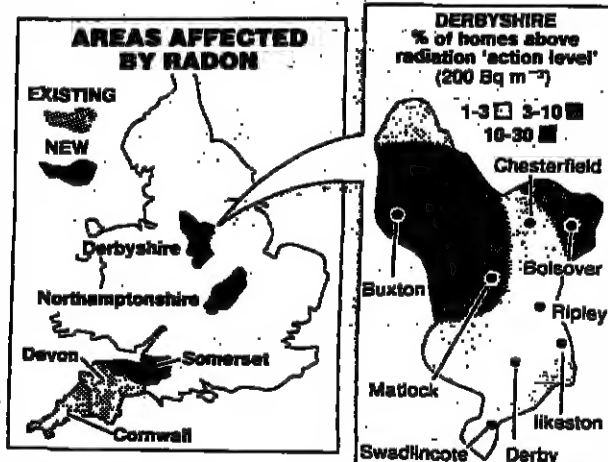 AREAS AFFECTED
BY RADON
EXISTING
NEW
Derbyshire
Northamptonshire
Devon
Somerset
Cornwall
DERBYSHIRE
% of homes above
radiation 'action level'
(200 Bq m⁻³)
1-3 3-10
10-30
Chesterfield
Buxton
Bolsover
Ripley
Matlock
Ilkeston
Swadlincote
Derby